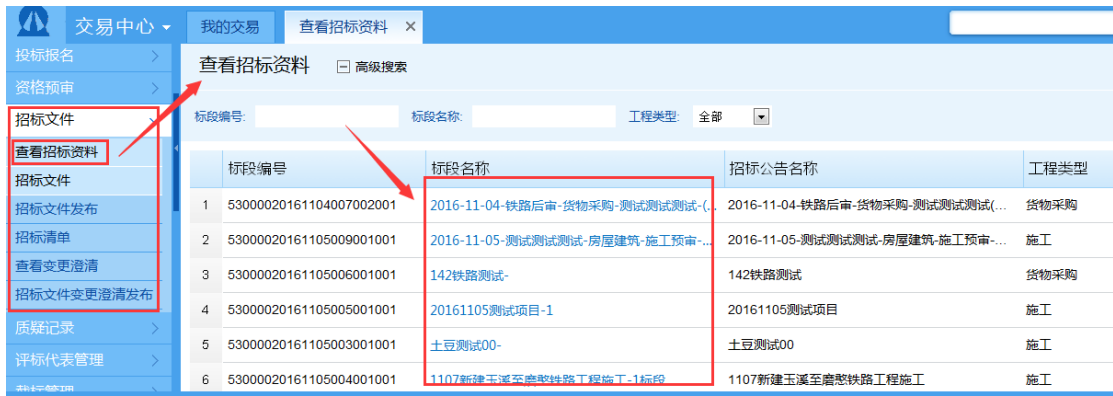 交易中心 我的交易 查看招标资料 ×
投标报名
资格预审
招标文件
查看招标资料
招标文件
招标文件发布
招标清单
查看变更澄清
招标文件变更澄清发布
质疑记录
评标代表管理
查看招标资料 高级搜索
标段编号: 标段名称: 工程类型: 全部
标段编号 标段名称 招标公告名称 工程类型
1 53000020161104007002001 2016-11-04-铁路后审-货物采购-测试测试测试-(... 2016-11-04-铁路后审-货物采购-测试测试测试(... 货物采购
2 53000020161105009001001 2016-11-05-测试测试测试-房屋建筑-施工预审-... 2016-11-05-测试测试测试-房屋建筑-施工预审-... 施工
3 53000020161105006001001 142铁路测试- 142铁路测试 货物采购
4 53000020161105005001001 20161105测试项目-1 20161105测试项目 施工
5 53000020161105003001001 土豆测试00- 土豆测试00 施工
6 53000020161105004001001 1107新建玉溪至磨憨铁路工程施工-1标段 1107新建玉溪至磨憨铁路工程施工 施工